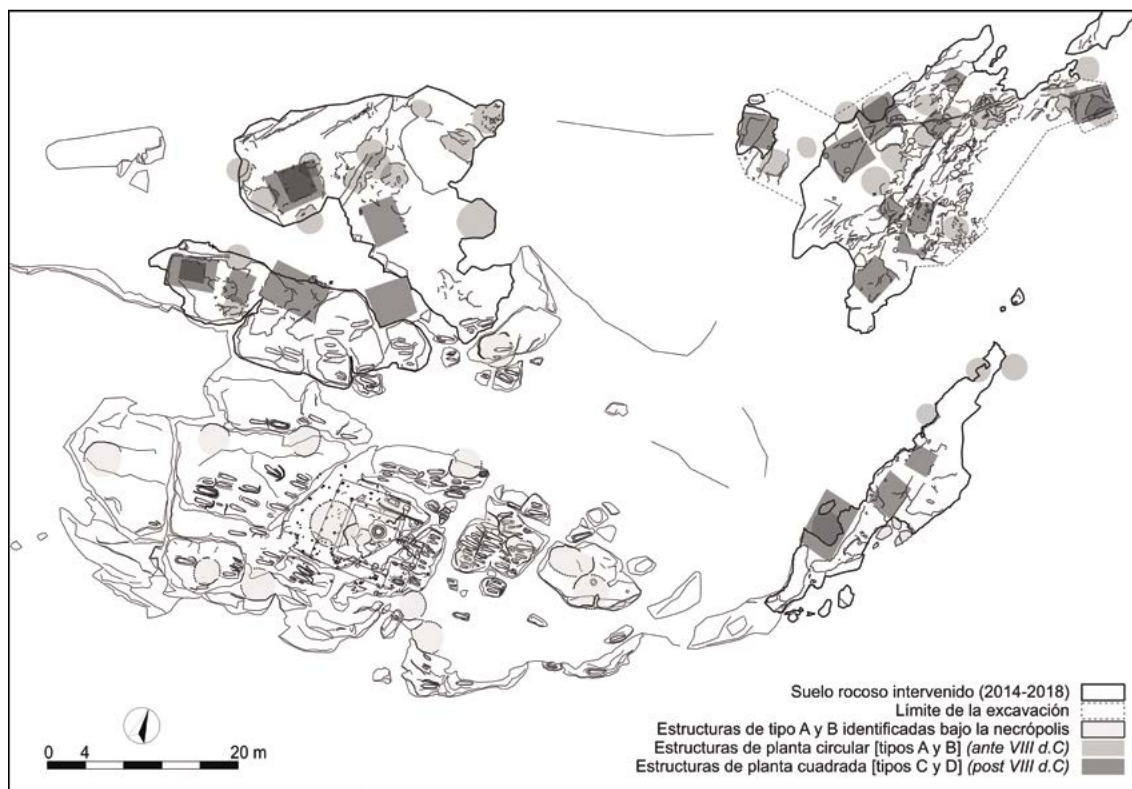 Suelo rocoso intervenido (2014-2018)
Límite de la excavación
Estructuras de tipo A y B identificadas bajo la necrópolis
Estructuras de planta circular [tipos A y B] (ante VIII d.C)
Estructuras de planta cuadrada [tipos C y D] (post VIII d.C)
0 4 20 m